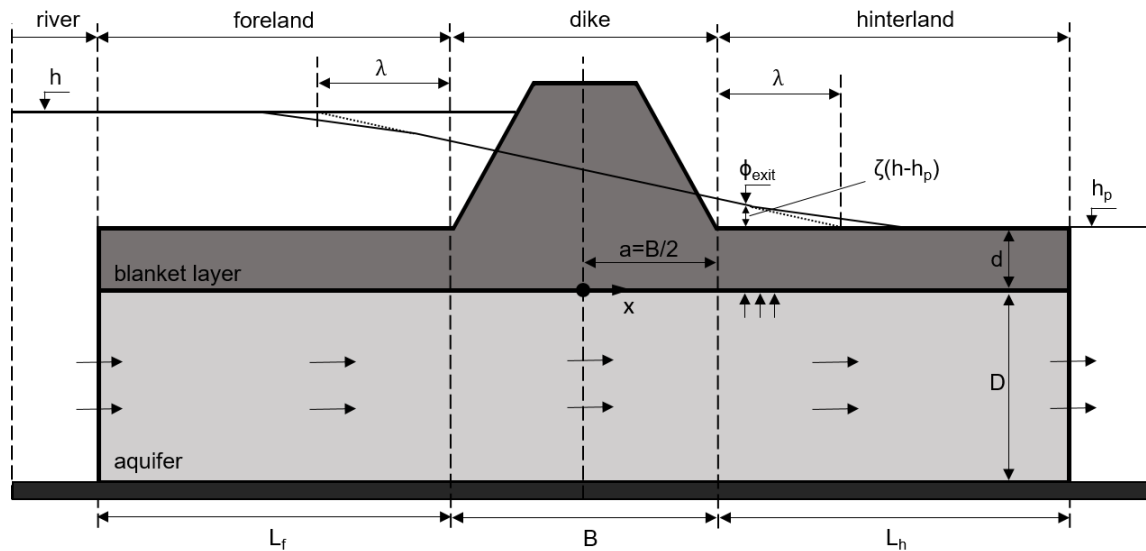 river foreland dike hinterland
λ λ
h
ϕexit ζ(h-hp)
hp
a=B/2 d
blanket layer
x
D
aquifer
Lf B Lh